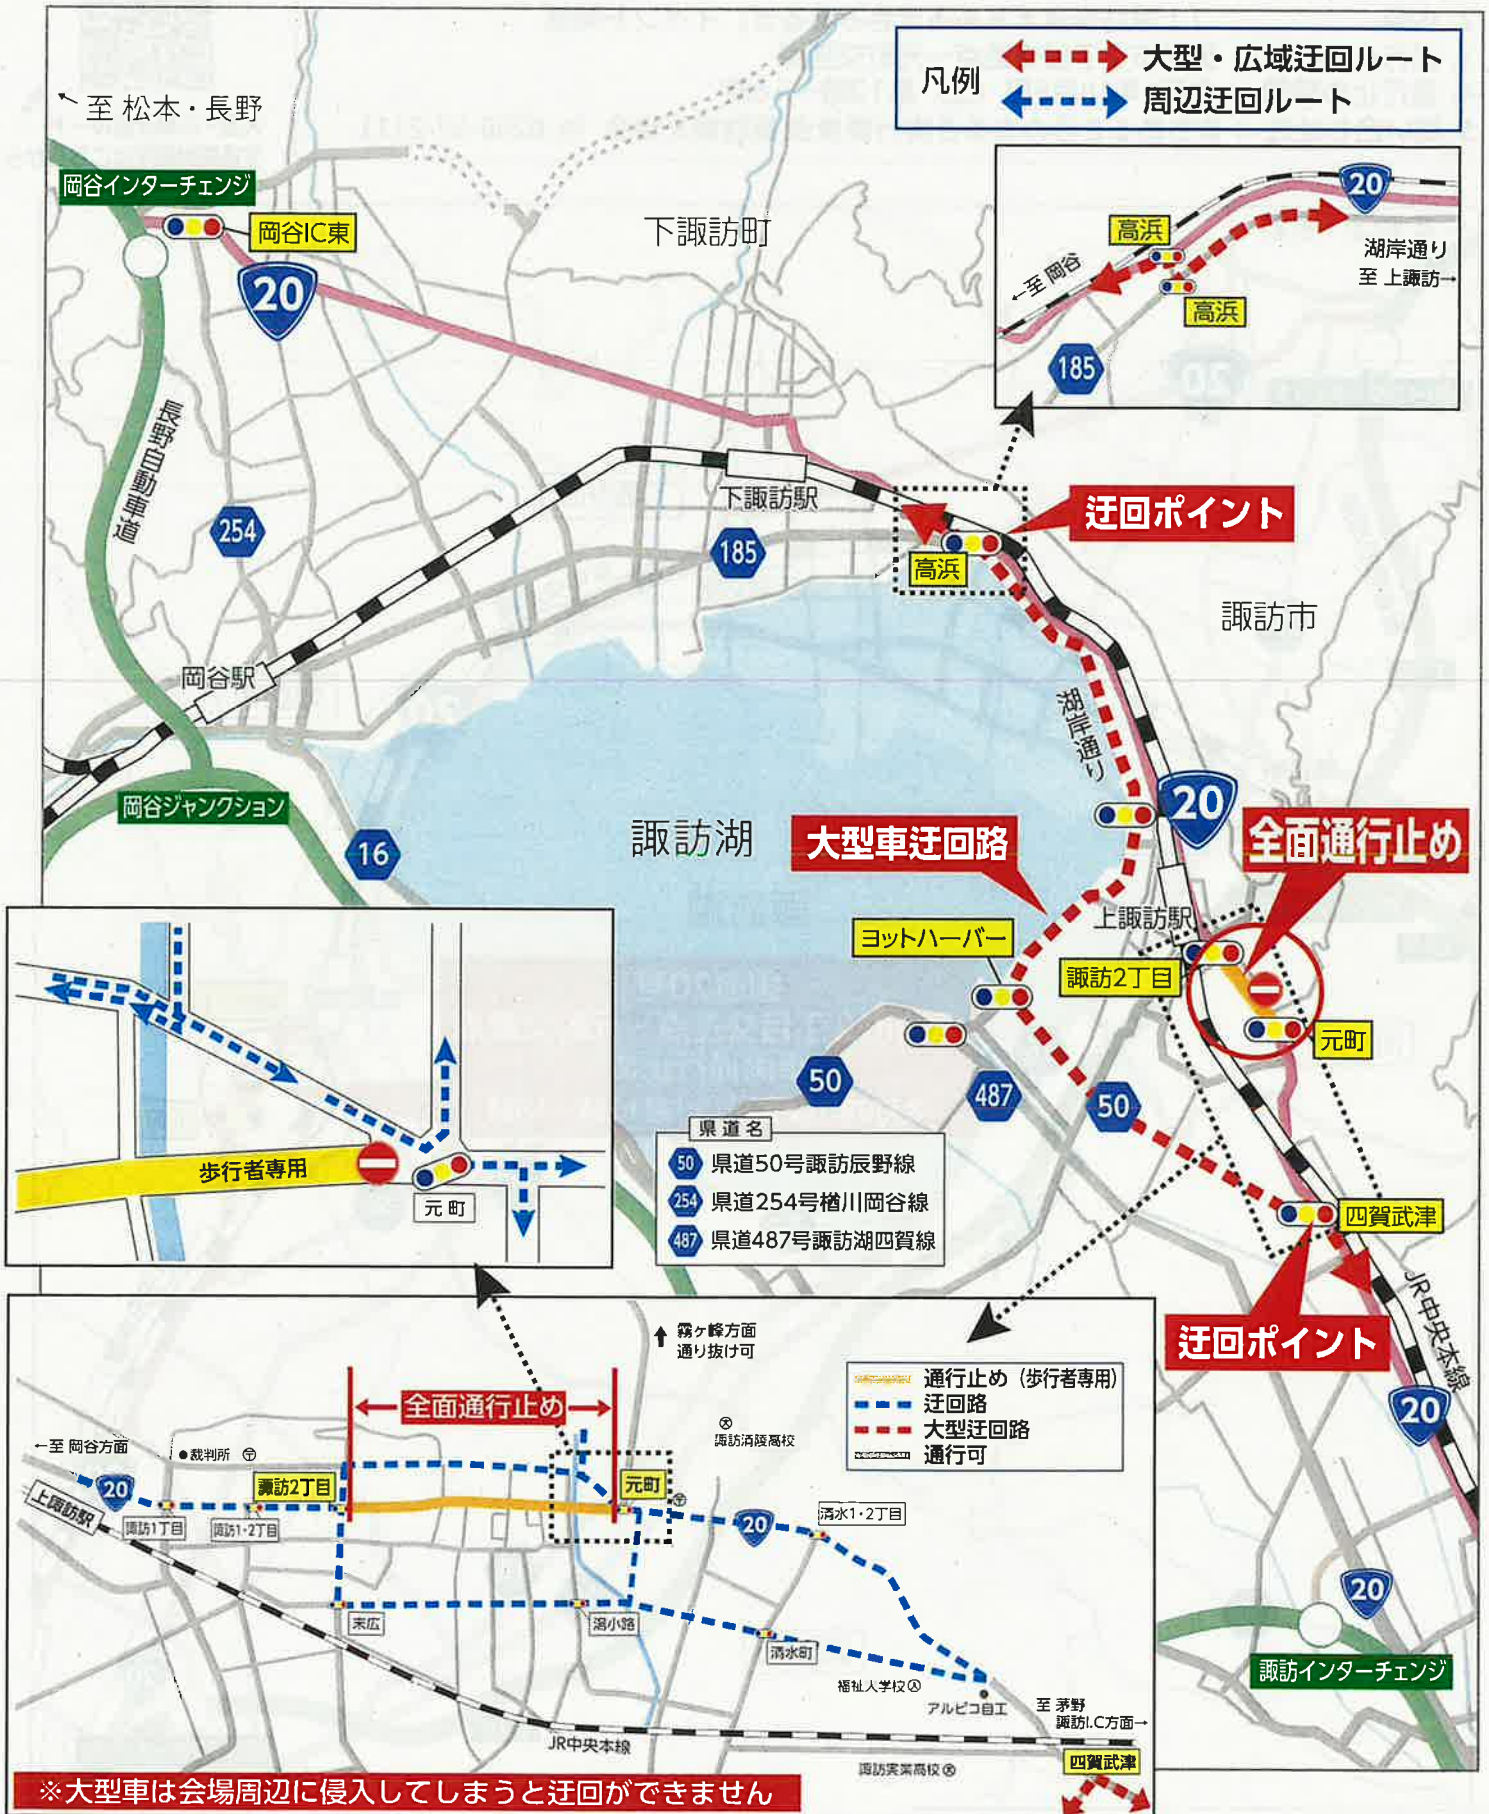 凡例
大型・広域迂回ルート
周辺迂回ルート
至 松本・長野
岡谷インターチェンジ
岡谷IC東
20
下諏訪町
20
高浜
湖岸通り
至 上諏訪→
←至 岡谷
高浜
185
長野自動車道
254
下諏訪駅
185
迂回ポイント
高浜
諏訪市
岡谷駅
湖岸通り
岡谷ジャンクション
16
諏訪湖
大型車迂回路
20
全面通行止め
上諏訪駅
ヨットハーバー
諏訪2丁目
元町
50
487
50
県道名
50 県道50号諏訪辰野線
254 県道254号楢川岡谷線
487 県道487号諏訪湖四賀線
歩行者専用
元町
四賀武津
JR中央本線
迂回ポイント
20
霧ヶ峰方面
通り抜け可
全面通行止め
通行止め（歩行者専用）
迂回路
大型迂回路
通行可
←至 岡谷方面
裁判所
諏訪清陵高校
20
諏訪2丁目
元町
上諏訪駅
諏訪1丁目
諏訪1・2丁目
20
清水1・2丁目
末広
湯小路
清水町
福祉大学校
アルピコ自工
至 茅野
諏訪I.C方面→
JR中央本線
諏訪実業高校
四賀武津
20
諏訪インターチェンジ
※大型車は会場周辺に侵入してしまうと迂回ができません